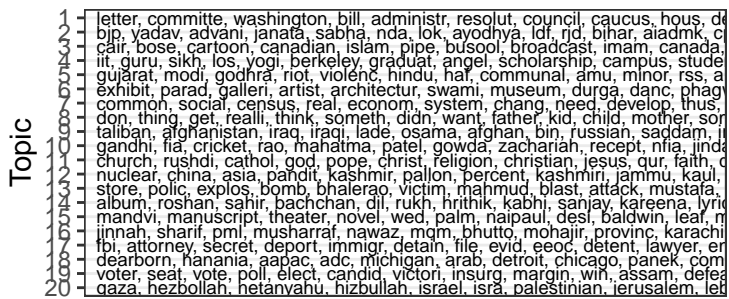 Topic
1 letter, committe, washington, bill, administr, resolut, council, caucus, hous, de
2 bjp, yadav, advani, janata, sabha, nda, lok, ayodhya, ldf, rjd, bihar, aiadmk,
3 cair, bose, cartoon, canadian, islam, pipe, busool, broadcast, imam, canada,
4 iit, guru, sikh, los, yogi, berkeley, graduat, angel, scholarship, campus, stude
5 gujarat, modi, godhra, riot, violenc, hindu, haf, communal, amu, minor, rss, a
6 exhibit, parad, galleri, artist, architectur, swami, museum, durga, danc, phagv
7 common, social, census, real, econom, system, chang, need, develop, thus,
8 don, thing, get, realli, think, someth, didn, want, father, kid, child, mother, son
9 taliban, afghanistan, iraq, iraqi, lade, osama, afghan, bin, russian, saddam,
10 gandhi, fia, cricket, rao, mahatma, patel, gowda, zachariah, recept, nfia, jinda
11 church, rushdi, cathol, god, pope, christ, religion, christian, jesus, qur, faith,
12 nuclear, china, asia, pandit, kashmir, pallon, percent, kashmiri, jammu, kaul,
13 store, polic, explos, bomb, bhalerao, victim, mahmud, blast, attack, mustafa,
14 album, roshan, sahir, bachchan, dil, rukh, hrithik, kabhi, sanjay, kareena, lyric
15 mandvi, manuscript, theater, novel, wed, palm, naipaul, desi, baldwin, leaf, m
16 jinnah, sharif, pml, musharraf, nawaz, mqm, bhutto, mohajir, provinc, karachi
17 fbi, attorney, secret, deport, immigr, detain, file, evid, eeoc, detent, lawyer, en
18 dearborn, hanania, aapac, adc, michigan, arab, detroit, chicago, panek, com
19 voter, seat, vote, poll, elect, candid, victori, insurg, margin, win, assam, defea
20 gaza, hezbollah, netanyahu, hizbullah, israel, isra, palestinian, jerusalem, leb